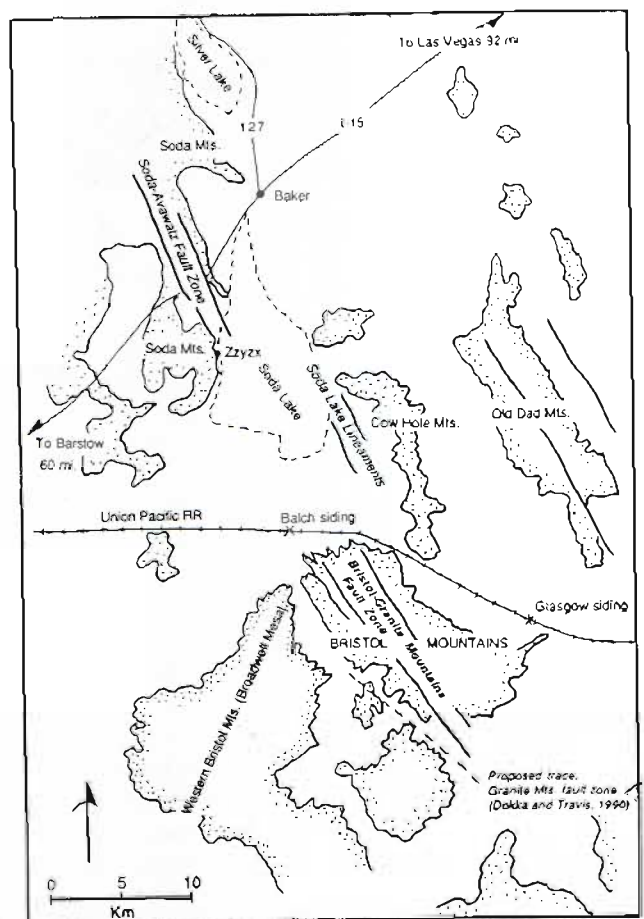 To Las Vegas 92 mi.
Silver Lake
127
I-15
Soda Mts.
Baker
Soda-Avawatz Fault Zone
Soda Mts.
Zzyzx
Soda Lake
Soda Lake Lineaments
Cow Hole Mts.
Old Dad Mts.
To Barstow
60 mi.
Union Pacific RR
Balch siding
Glasgow siding
Bristol-Granite Mountains
Fault Zone
BRISTOL MOUNTAINS
Western Bristol Mts. (Broadwell Mesa)
Proposed trace,
Granite Mts. fault zone
(Dokka and Travis, 1990)
0 5 10
Km